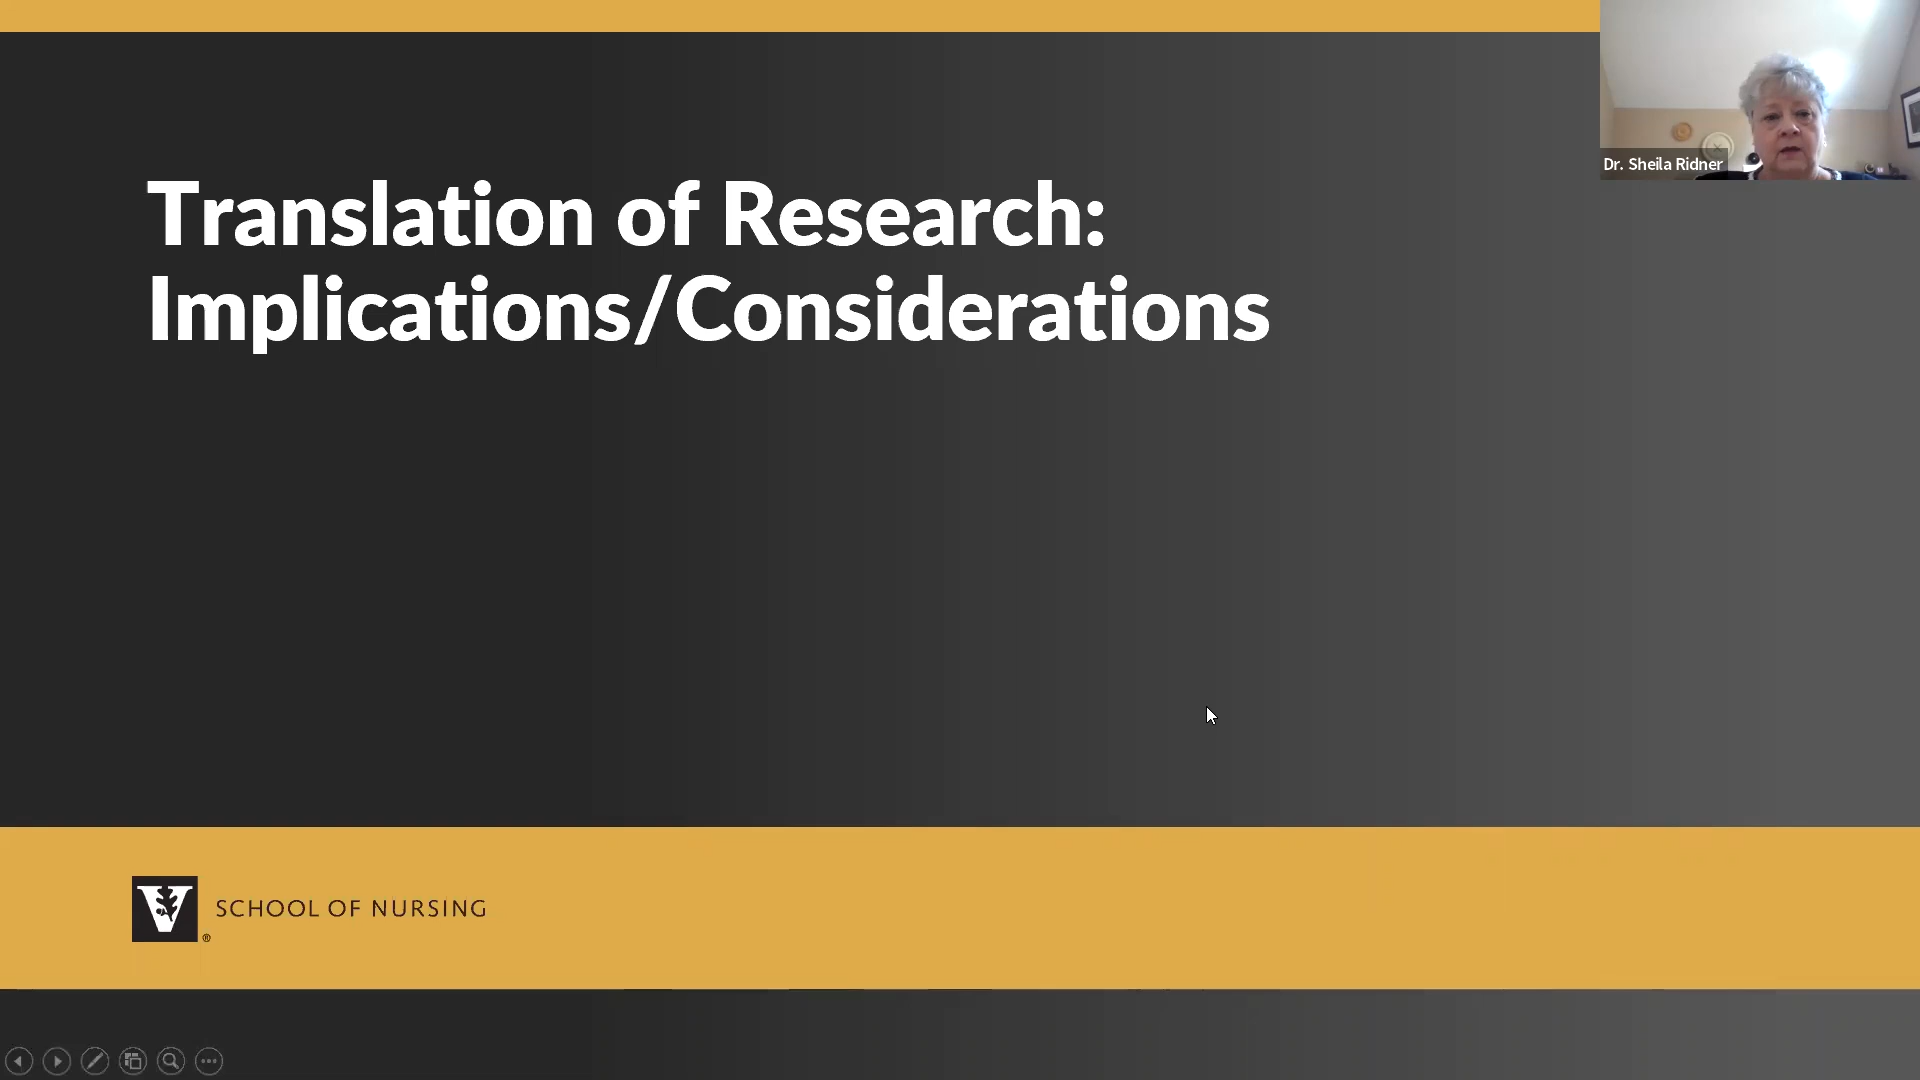 Dr. Sheila Ridner
Translation of Research:
Implications/Considerations
V SCHOOL OF NURSING
®